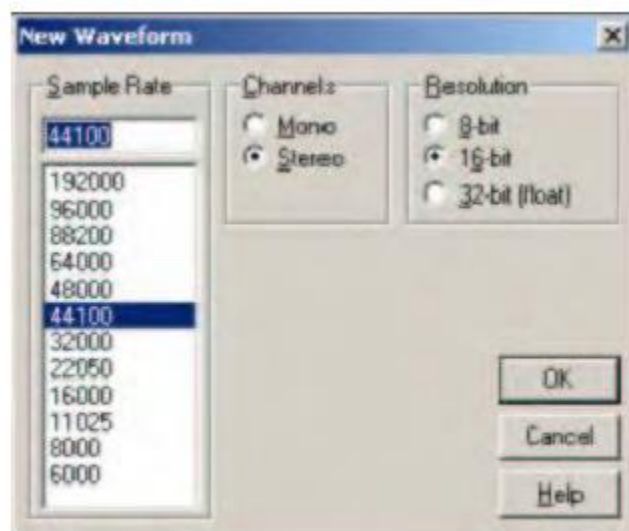 New Waveform
Sample Rate
44100
192000
96000
88200
64000
48000
44100
32000
22050
16000
11025
8000
6000
Channels
Mono
Stereo
Resolution
8-bit
16-bit
32-bit (float)
OK
Cancel
Help